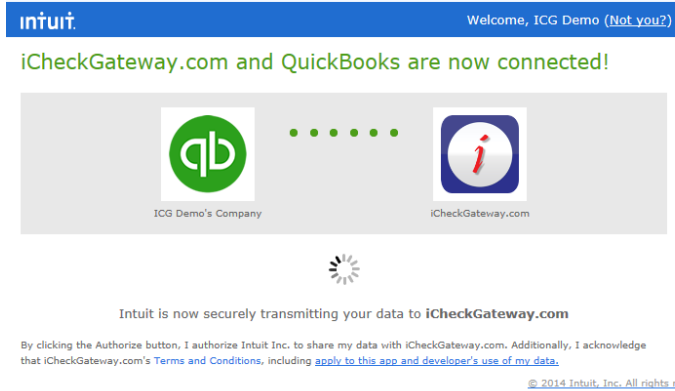 intuit.
Welcome, ICG Demo (Not you?)
iCheckGateway.com and QuickBooks are now connected!
qb
i
ICG Demo's Company
iCheckGateway.com
Intuit is now securely transmitting your data to iCheckGateway.com
By clicking the Authorize button, I authorize Intuit Inc. to share my data with iCheckGateway.com. Additionally, I acknowledge
that iCheckGateway.com's Terms and Conditions, including apply to this app and developer's use of my data.
© 2014 Intuit, Inc. All rights